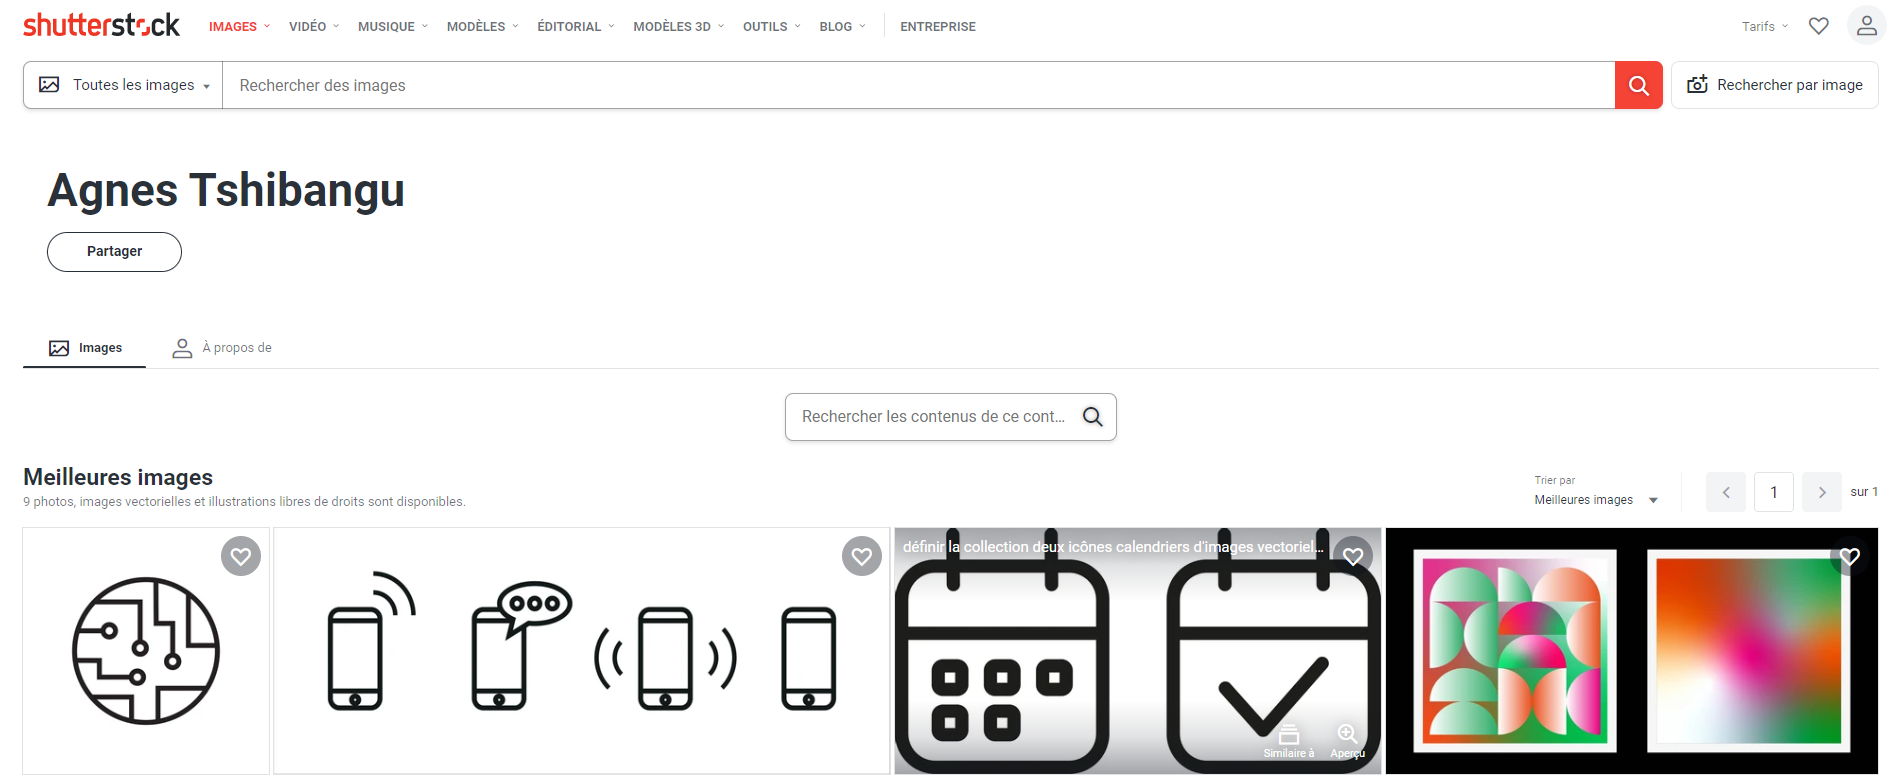 shutterstock
IMAGES VIDÉO MUSIQUE MODÈLES ÉDITORIAL MODÈLES 3D OUTILS BLOG ENTREPRISE Tarifs
Toutes les images Rechercher des images Rechercher par image
Agnes Tshibangu
Partager
Images À propos de
Rechercher les contenus de ce cont...
Meilleures images
9 photos, images vectorielles et illustrations libres de droits sont disponibles.
Trier par
Meilleures images
1 sur 1
définir la collection deux icônes calendriers d'images vectoriel...
Similaire à Aperçu